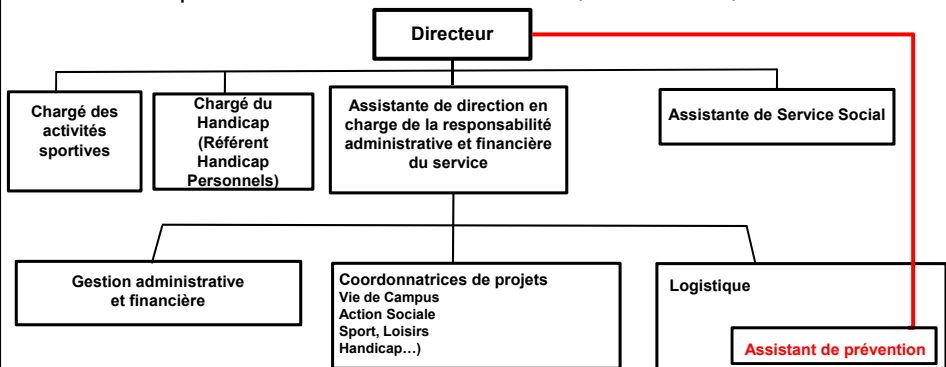 Directeur
Chargé des
activités
sportives
Chargé du
Handicap
(Référent
Handicap
Personnels)
Assistante de direction en
charge de la responsabilité
administrative et financière
du service
Assistante de Service Social
Gestion administrative
et financière
Coordonnatrices de projets
Vie de Campus
Action Sociale
Sport, Loisirs
Handicap…)
Logistique
Assistant de prévention